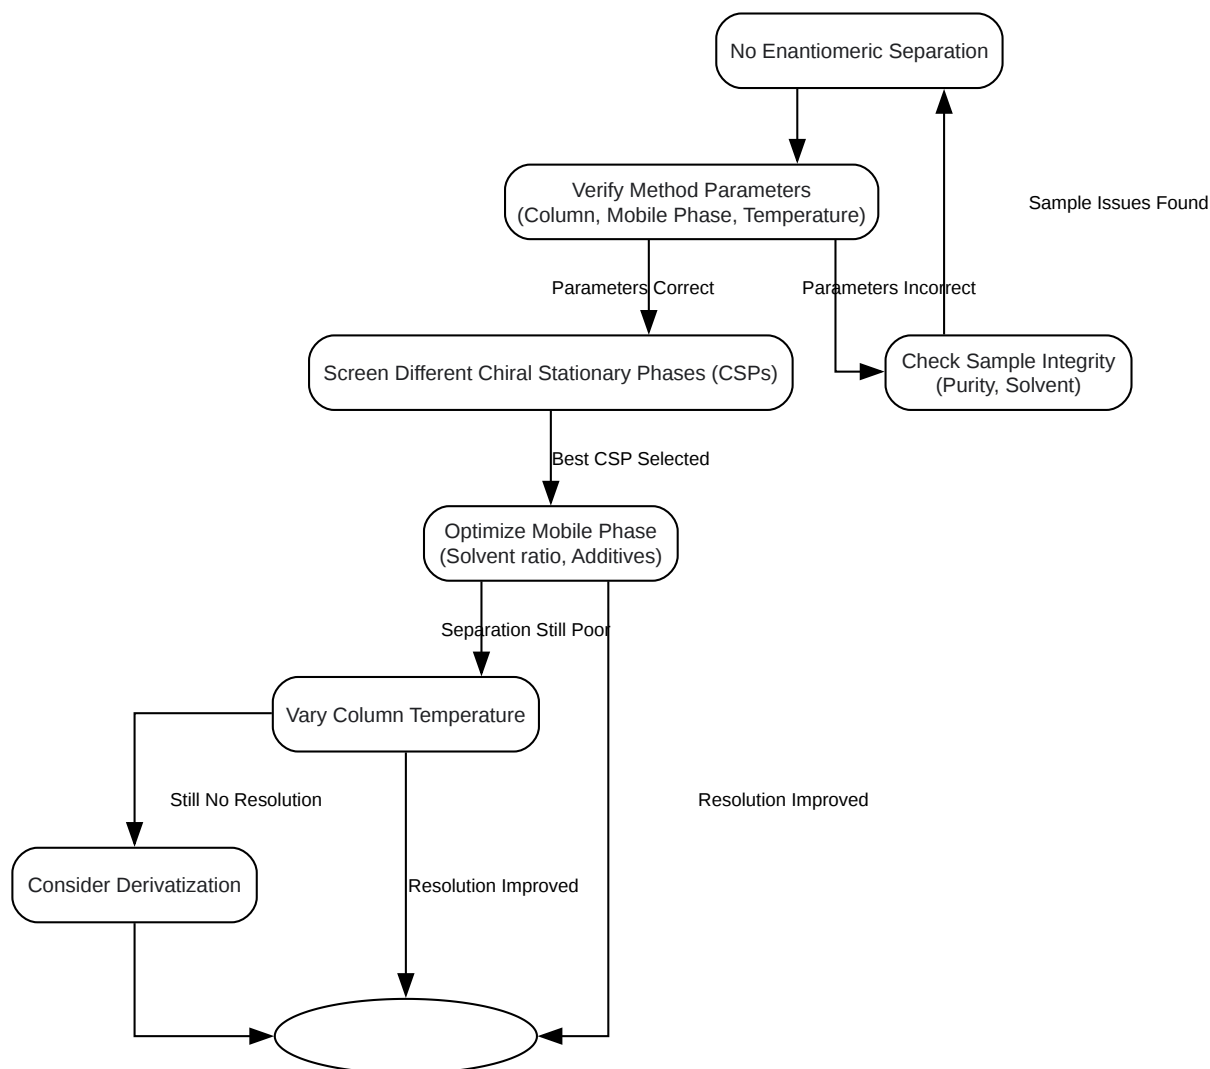 No Enantiomeric Separation
Verify Method Parameters
(Column, Mobile Phase, Temperature)
Sample Issues Found
Parameters Correct
Parameters Incorrect
Screen Different Chiral Stationary Phases (CSPs)
Check Sample Integrity
(Purity, Solvent)
Best CSP Selected
Optimize Mobile Phase
(Solvent ratio, Additives)
Separation Still Poor
Vary Column Temperature
Still No Resolution
Resolution Improved
Consider Derivatization
Resolution Improved